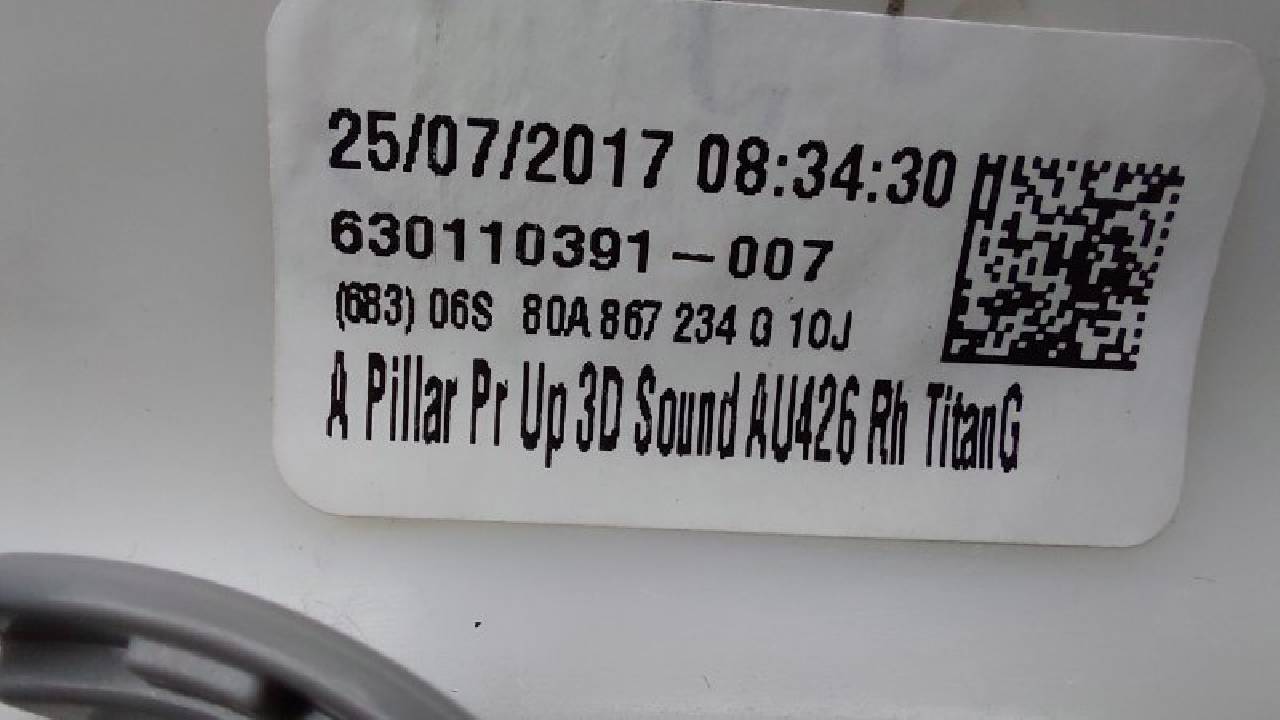 25/07/2017 08:34:30
630110391-007
(683) 06S 80A 867 234 G 10J
A Pillar Pr Up 3D Sound AU426 Rh TitanG